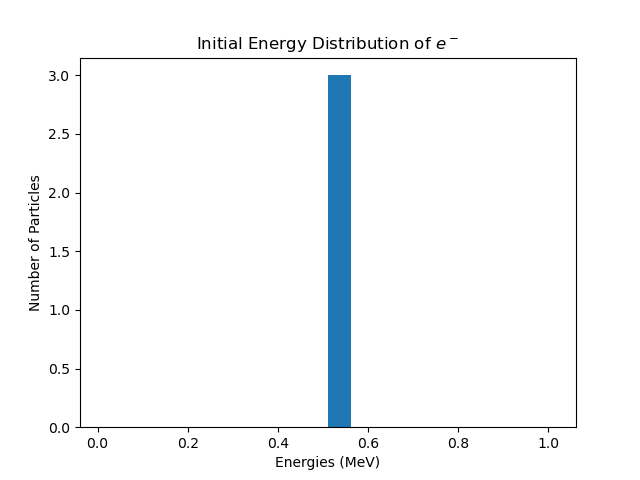 Initial Energy Distribution of e⁻
3.0
2.5
2.0
1.5
1.0
0.5
0.0
Number of Particles
0.0 0.2 0.4 0.6 0.8 1.0
Energies (MeV)